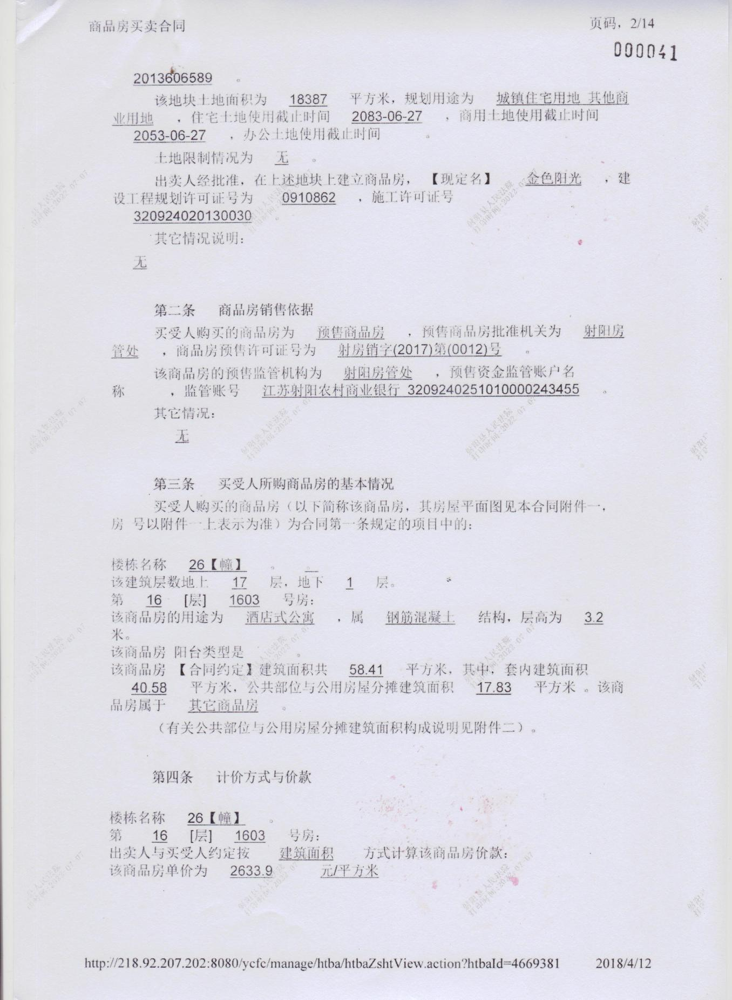 商品房买卖合同 页码，2/14
000041
2013606589 。
该地块土地面积为 18387 平方米，规划用途为 城镇住宅用地 其他商
业用地 ，住宅土地使用截止时间 2083-06-27 ，商用土地使用截止时间
2053-06-27 ，办公土地使用截止时间 。
土地限制情况为 无 。
出卖人经批准，在上述地块上建立商品房，【现定名】 金色阳光 ，建
设工程规划许可证号为 0910862 ，施工许可证号
320924020130030 。
其它情况说明：
无
第二条 商品房销售依据
买受人购买的商品房为 预售商品房 ，预售商品房批准机关为 射阳房
管处 ，商品房预售许可证号为 射房销字(2017)第(0012)号 。
该商品房的预售监管机构为 射阳房管处 ，预售资金监管账户名
称 ，监管账号 江苏射阳农村商业银行 3209240251010000243455 。
其它情况：
无
第三条 买受人所购商品房的基本情况
买受人购买的商品房（以下简称该商品房，其房屋平面图见本合同附件一，
房 号以附件一上表示为准）为合同第一条规定的项目中的：
楼栋名称 26【幢】 。 。
该建筑层数地上 17 层，地下 1 层。
第 16 [层] 1603 号房：
该商品房的用途为 酒店式公寓 ，属 钢筋混凝土 结构，层高为 3.2
米。
该商品房 阳台类型是 。
该商品房 【合同约定】建筑面积共 58.41 平方米，其中，套内建筑面积
40.58 平方米，公共部位与公用房屋分摊建筑面积 17.83 平方米 。该商
品房属于 其它商品房 。
（有关公共部位与公用房屋分摊建筑面积构成说明见附件二）。
第四条 计价方式与价款
楼栋名称 26【幢】 。
第 16 [层] 1603 号房：
出卖人与买受人约定按 建筑面积 方式计算该商品房价款：
该商品房单价为 2633.9 元/平方米
http://218.92.207.202:8080/ycfc/manage/htba/htbaZshtView.action?htbaId=4669381 2018/4/12
射阳县人民法院
打印时间:2022-07-07